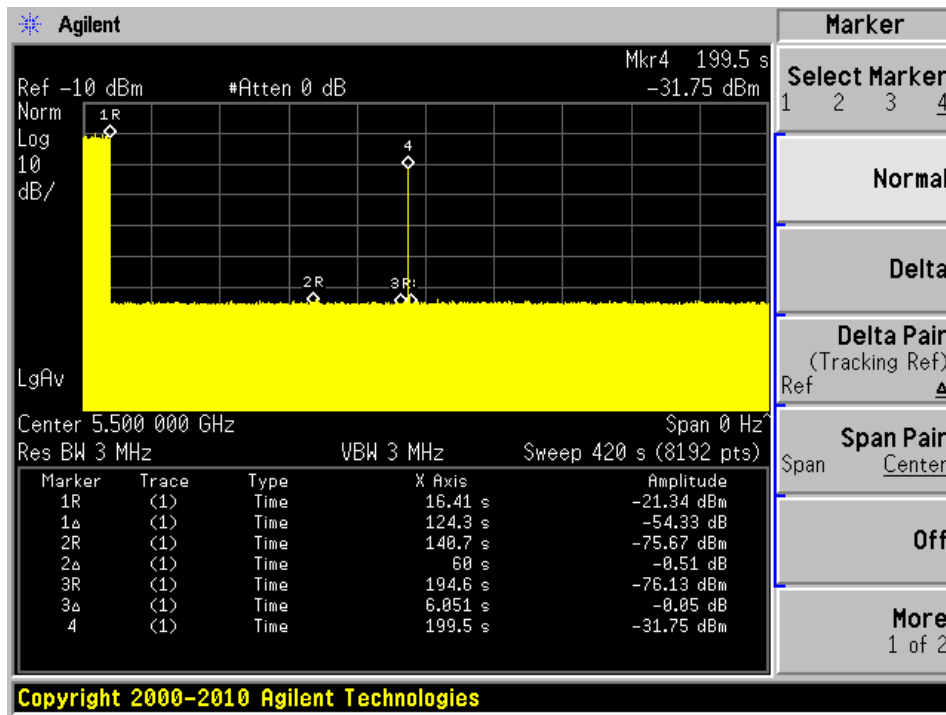 Agilent
Marker
Mkr4 199.5 s
Ref -10 dBm #Atten 0 dB -31.75 dBm
Norm
Log
10
dB/
1R
4
2R
3R
LgAv
Center 5.500 000 GHz Span 0 Hz^
Res BW 3 MHz VBW 3 MHz Sweep 420 s (8192 pts)
Marker Trace Type X Axis Amplitude
1R (1) Time 16.41 s -21.34 dBm
1Δ (1) Time 124.3 s -54.33 dB
2R (1) Time 140.7 s -75.67 dBm
2Δ (1) Time 60 s -0.51 dB
3R (1) Time 194.6 s -76.13 dBm
3Δ (1) Time 6.051 s -0.05 dB
4 (1) Time 199.5 s -31.75 dBm
Select Marker
1 2 3 4
Normal
Delta
Delta Pair
(Tracking Ref)
Ref Δ
Span Pair
Span Center
Off
More
1 of 2
Copyright 2000-2010 Agilent Technologies